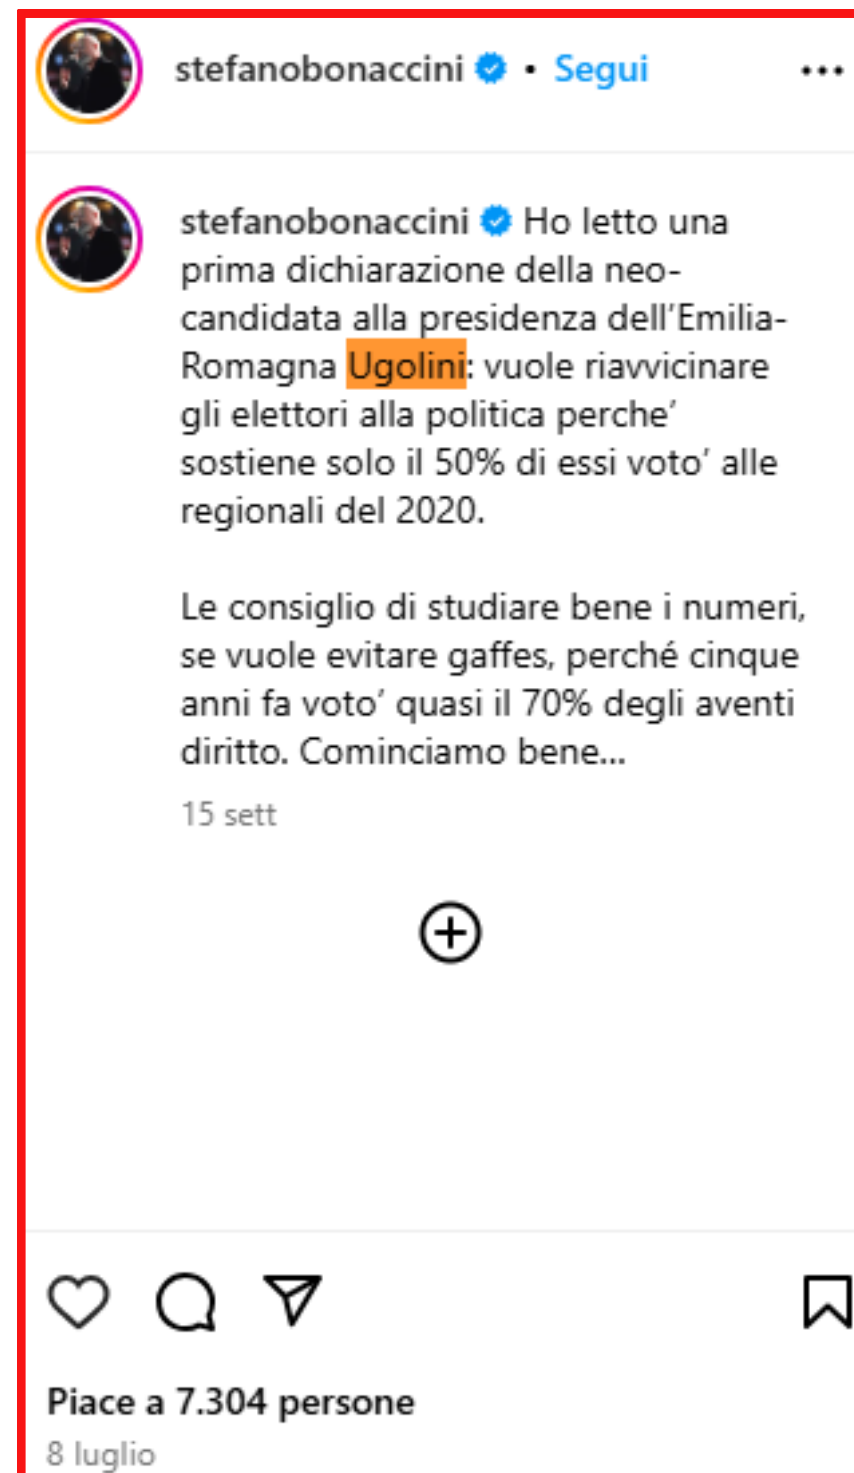 stefanobonaccini • Segui
stefanobonaccini Ho letto una
prima dichiarazione della neo-
candidata alla presidenza dell’Emilia-
Romagna Ugolini: vuole riavvicinare
gli elettori alla politica perche’
sostiene solo il 50% di essi voto’ alle
regionali del 2020.
Le consiglio di studiare bene i numeri,
se vuole evitare gaffes, perché cinque
anni fa voto’ quasi il 70% degli aventi
diritto. Cominciamo bene...
15 sett
Piace a 7.304 persone
8 luglio